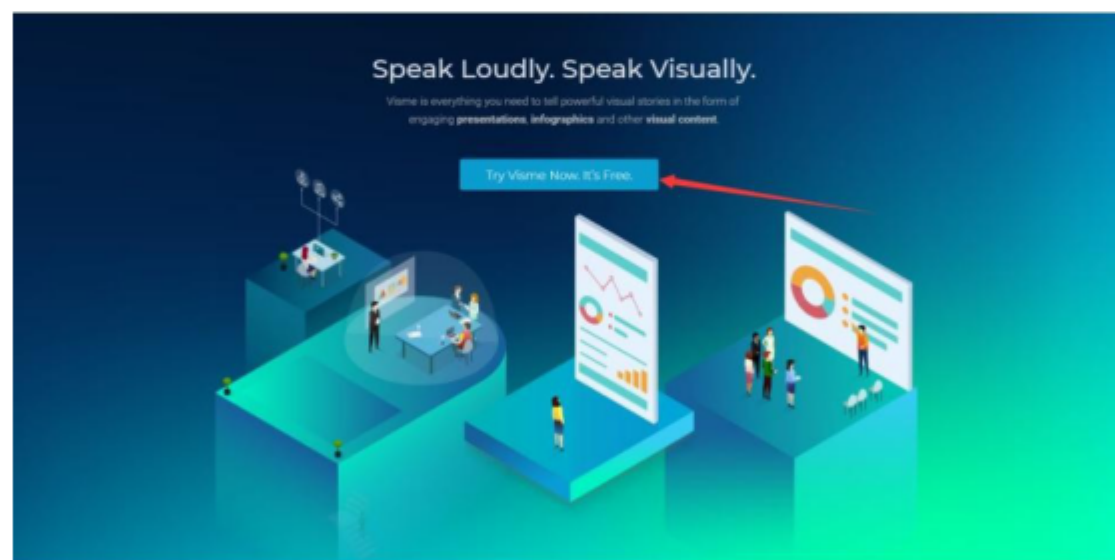 Speak Loudly. Speak Visually.
Visme is everything you need to tell powerful visual stories in the form of
engaging presentations, infographics and other visual content.
Try Visme Now. It's Free.